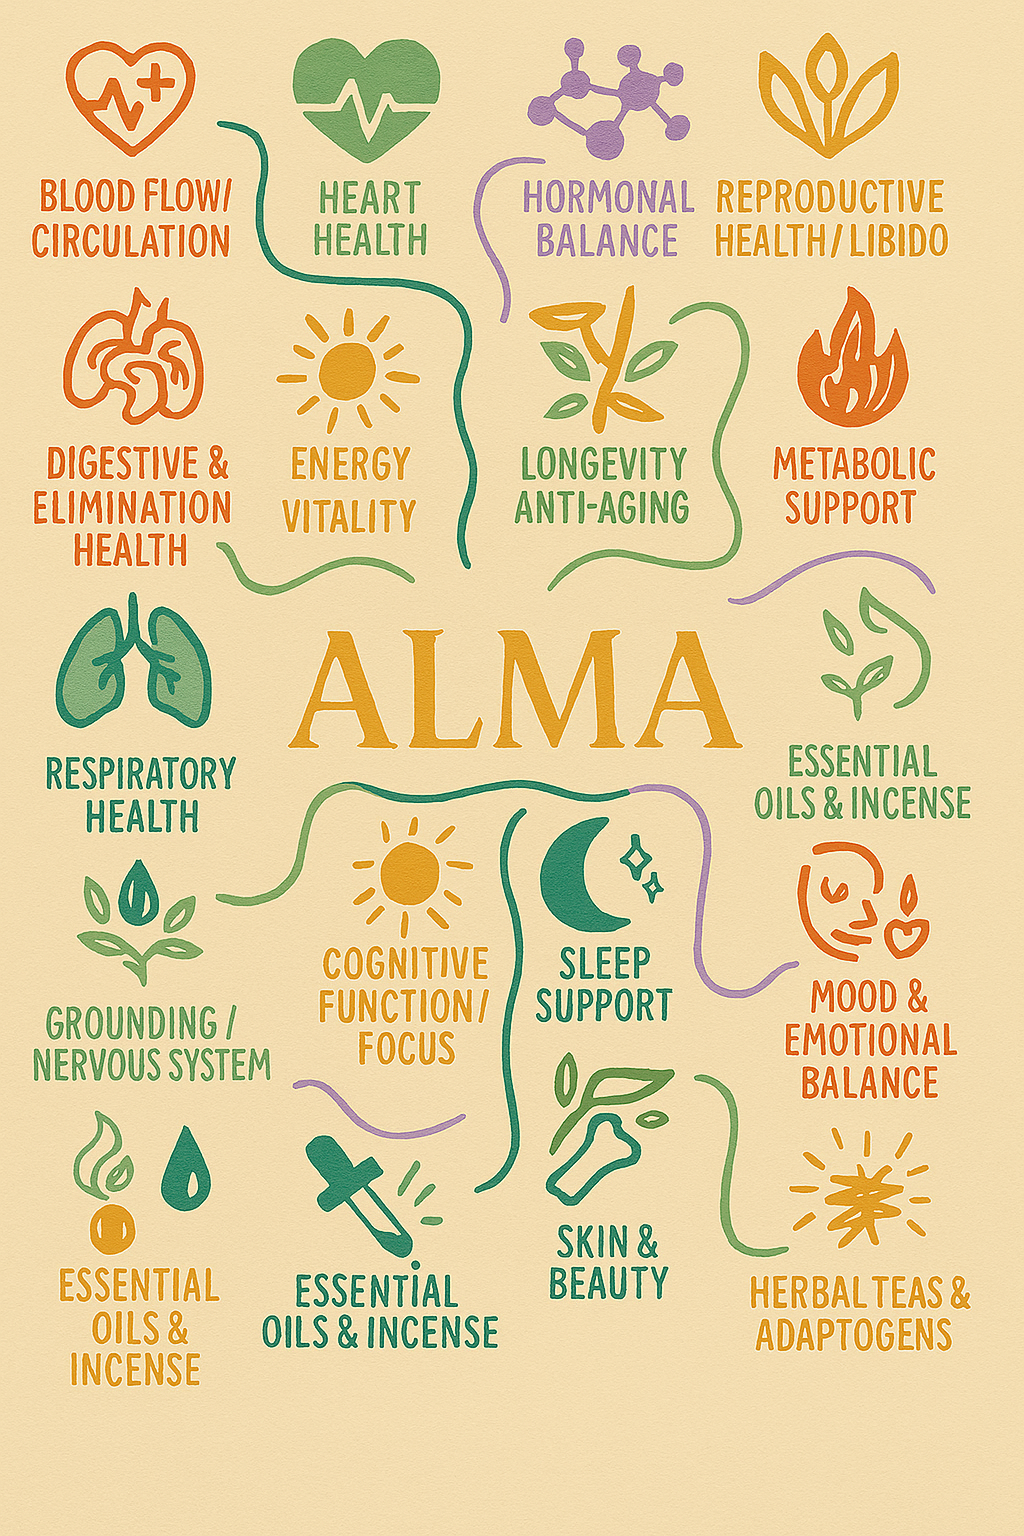 BLOOD FLOW/
CIRCULATION
HEART
HEALTH
HORMONAL
BALANCE
REPRODUCTIVE
HEALTH/LIBIDO
DIGESTIVE &
ELIMINATION
HEALTH
ENERGY
VITALITY
LONGEVITY
ANTI-AGING
METABOLIC
SUPPORT
ALMA
RESPIRATORY
HEALTH
ESSENTIAL
OILS & INCENSE
GROUNDING /
NERVOUS SYSTEM
COGNITIVE
FUNCTION/
FOCUS
SLEEP
SUPPORT
MOOD &
EMOTIONAL
BALANCE
ESSENTIAL
OILS &
INCENSE
ESSENTIAL
OILS & INCENSE
SKIN &
BEAUTY
HERBAL TEAS &
ADAPTOGENS